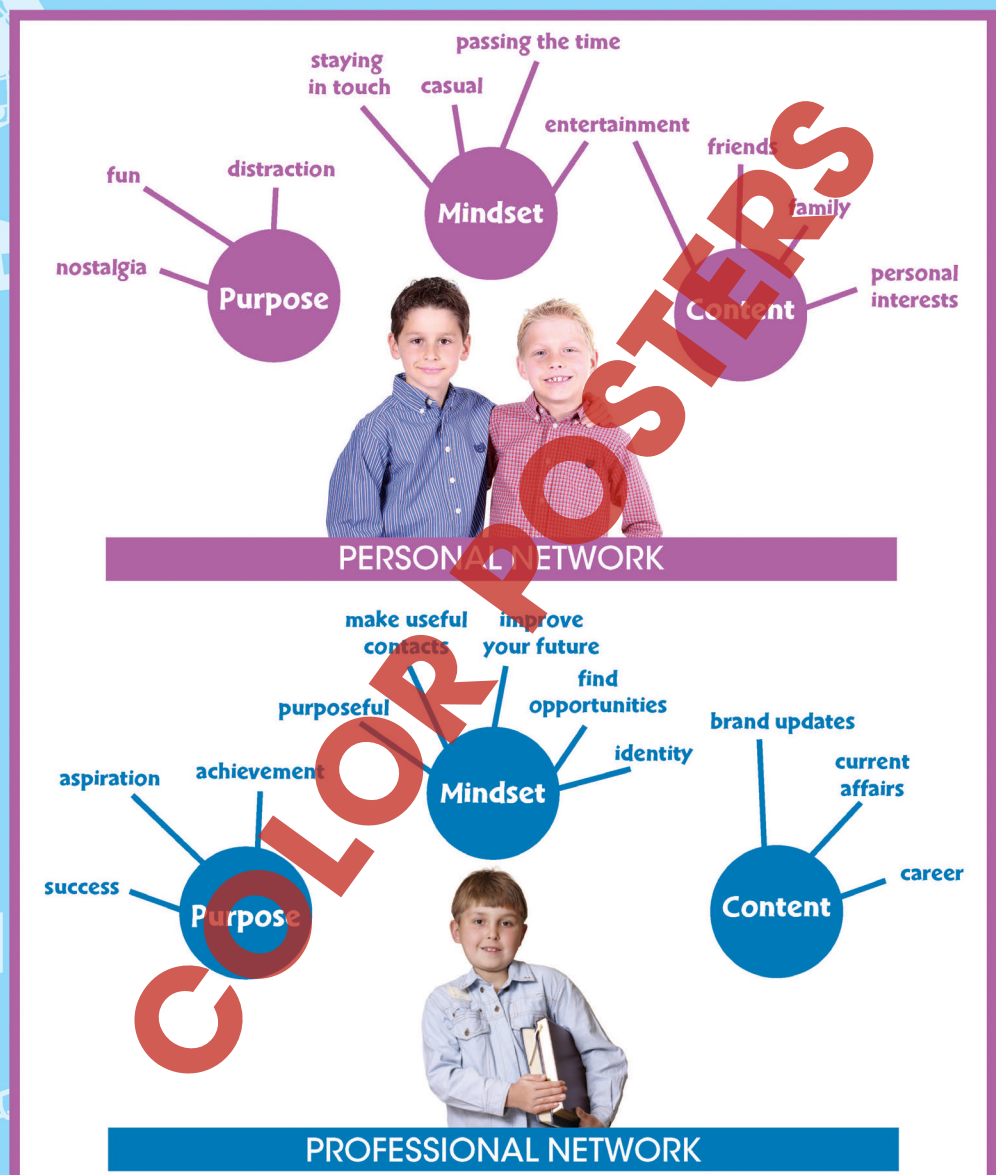 passing the time
staying
in touch
casual
entertainment
friends
family
fun
distraction
nostalgia
personal
interests
Mindset
Purpose
Content
PERSONAL NETWORK
make useful
contacts
improve
your future
find
opportunities
purposeful
identity
brand updates
current
affairs
career
aspiration
achievement
success
Mindset
Purpose
Content
PROFESSIONAL NETWORK
COLOR POSTERS